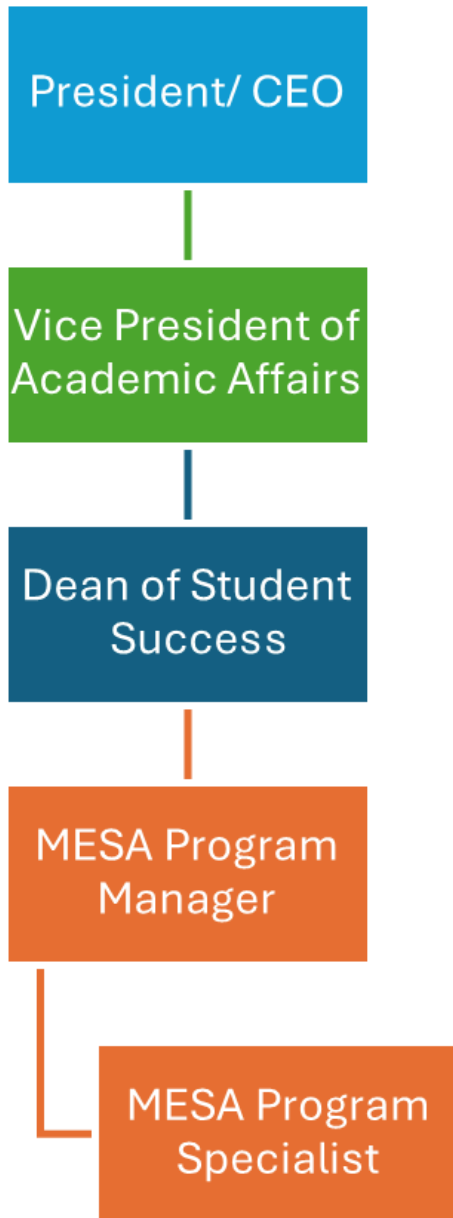 President/ CEO
Vice President of
Academic Affairs
Dean of Student
Success
MESA Program
Manager
MESA Program
Specialist